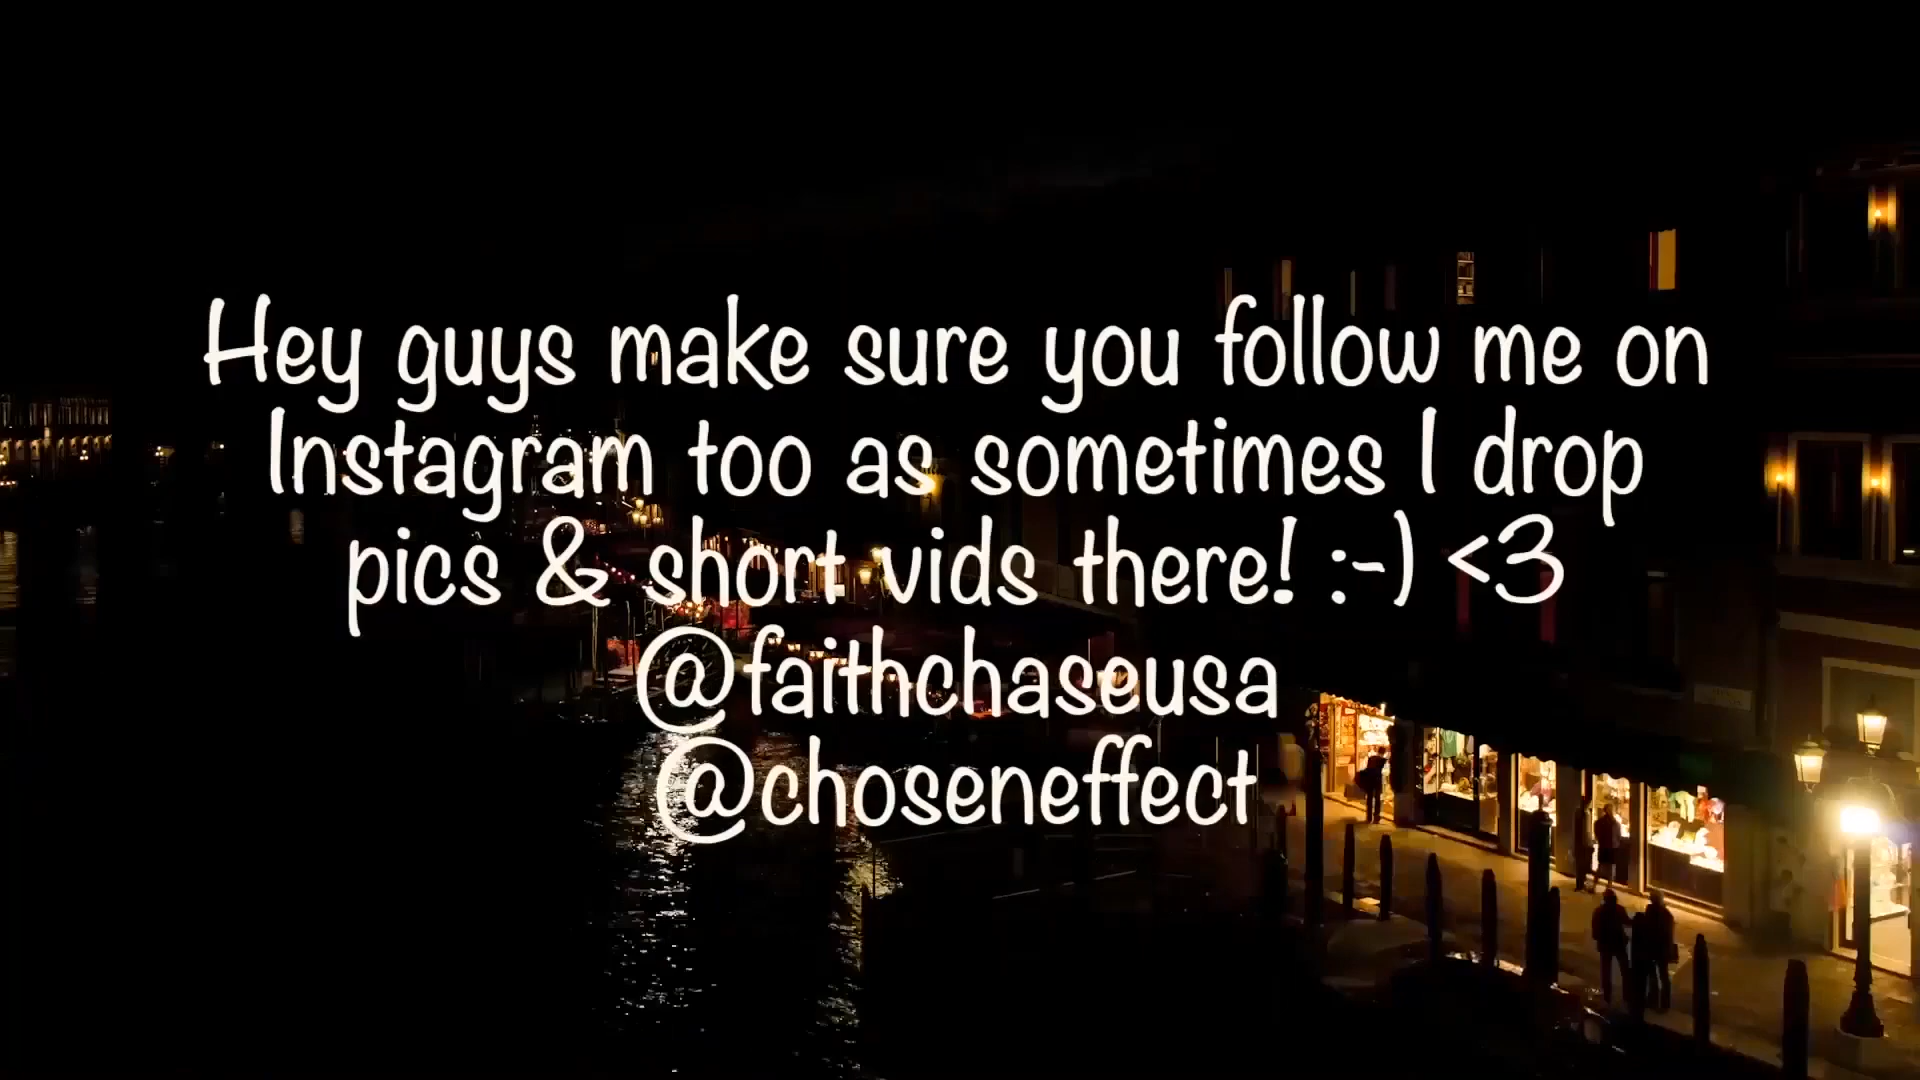 Hey guys make sure you follow me on
Instagram too as sometimes I drop
pics & short vids there! :-) <3
@faithchaseusa
@choseneffect